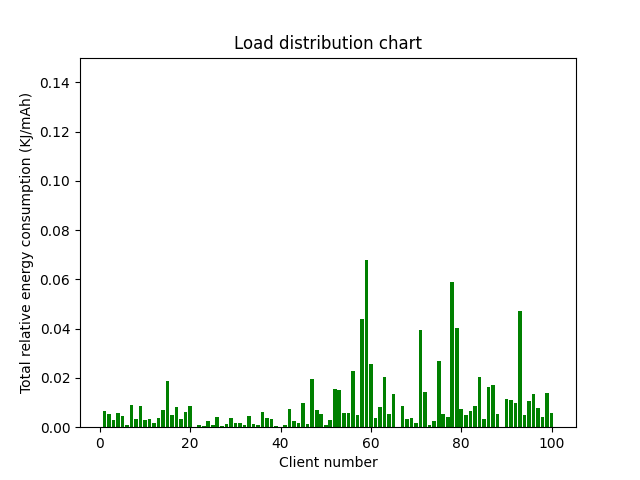 Load distribution chart
Total relative energy consumption (KJ/mAh)
0.14
0.12
0.10
0.08
0.06
0.04
0.02
0.00
0 20 40 60 80 100
Client number